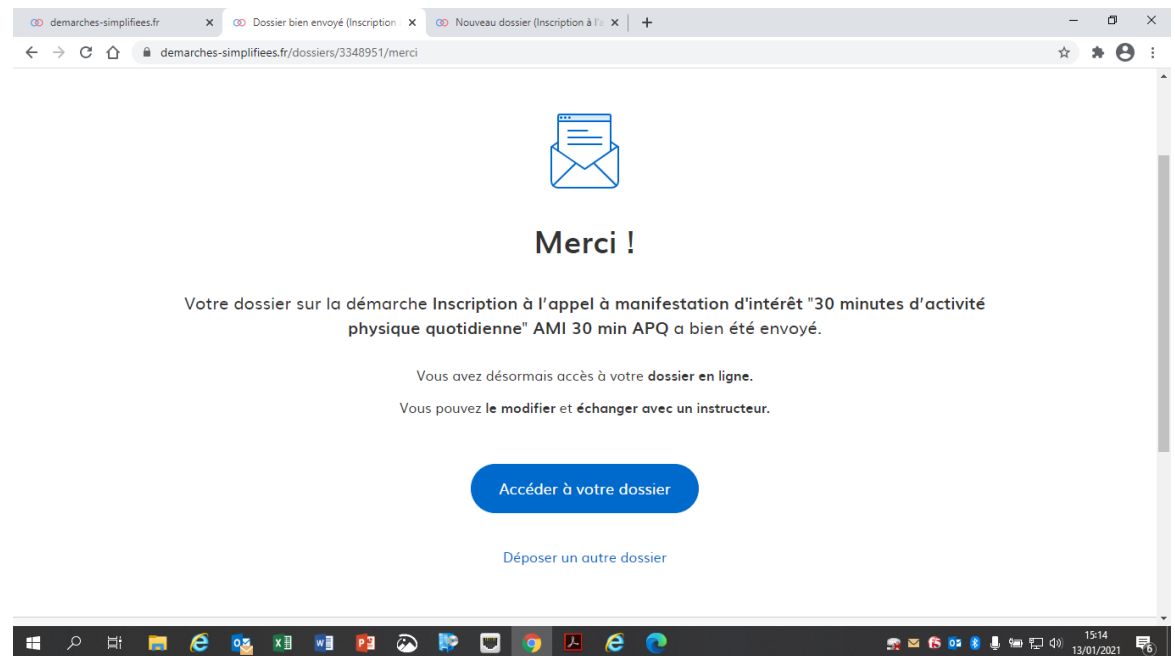 demarches-simplifiees.fr
Dossier bien envoyé (Inscription
Nouveau dossier (Inscription à l'a
demarches-simplifiees.fr/dossiers/3348951/merci
Merci !
Votre dossier sur la démarche Inscription à l'appel à manifestation d'intérêt "30 minutes d'activité
physique quotidienne" AMI 30 min APQ a bien été envoyé.
Vous avez désormais accès à votre dossier en ligne.
Vous pouvez le modifier et échanger avec un instructeur.
Accéder à votre dossier
Déposer un autre dossier
15:14
13/01/2021
6